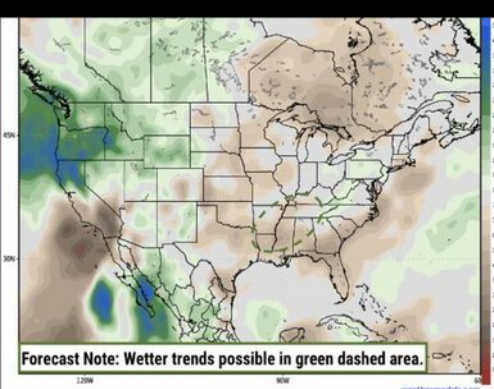 45N
30N
Forecast Note: Wetter trends possible in green dashed area.
120W
90W